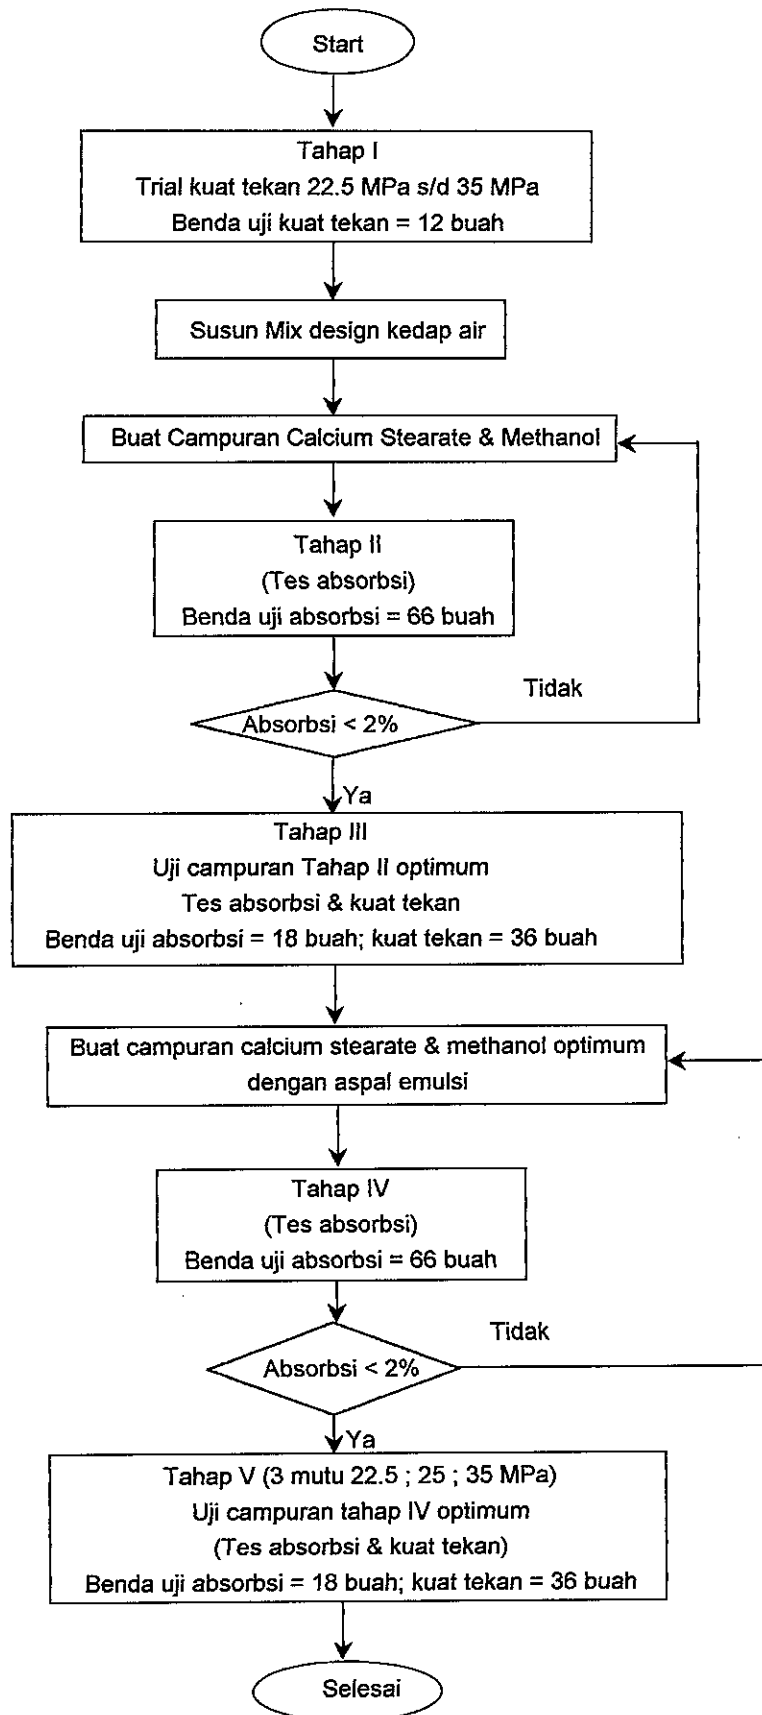 Start
Tahap I
Trial kuat tekan 22.5 MPa s/d 35 MPa
Benda uji kuat tekan = 12 buah
Susun Mix design kedap air
Buat Campuran Calcium Stearate & Methanol
Tahap II
(Tes absorbsi)
Benda uji absorbsi = 66 buah
Tidak
Absorbsi < 2%
Ya
Tahap III
Uji campuran Tahap II optimum
Tes absorbsi & kuat tekan
Benda uji absorbsi = 18 buah; kuat tekan = 36 buah
Buat campuran calcium stearate & methanol optimum
dengan aspal emulsi
Tahap IV
(Tes absorbsi)
Benda uji absorbsi = 66 buah
Tidak
Absorbsi < 2%
Ya
Tahap V (3 mutu 22.5 ; 25 ; 35 MPa)
Uji campuran tahap IV optimum
(Tes absorbsi & kuat tekan)
Benda uji absorbsi = 18 buah; kuat tekan = 36 buah
Selesai